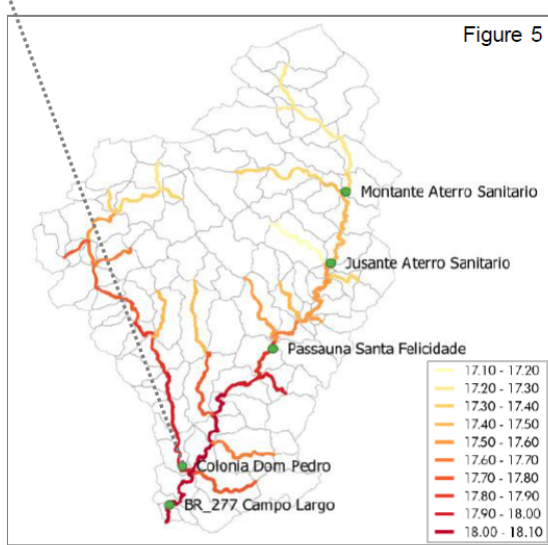 Figure 5
Montante Aterro Sanitario
Jusante Aterro Sanitario
Passauna Santa Felicidade
Colonia Dom Pedro
BR_277 Campo Largo
17.10 - 17.20
17.20 - 17.30
17.30 - 17.40
17.40 - 17.50
17.50 - 17.60
17.60 - 17.70
17.70 - 17.80
17.80 - 17.90
17.90 - 18.00
18.00 - 18.10